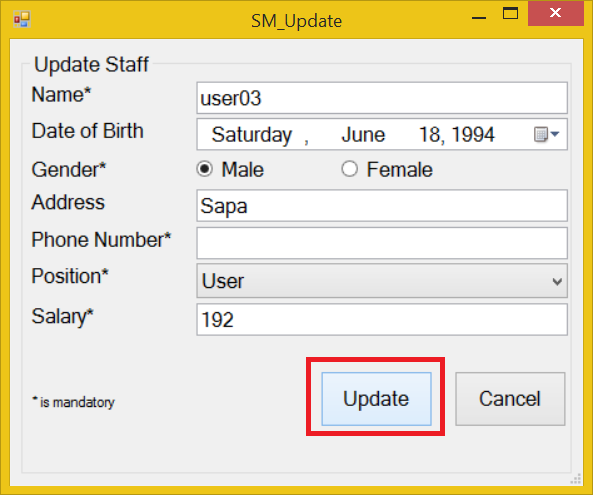 SM_Update
Update Staff
Name* user03
Date of Birth Saturday , June 18, 1994
Gender* Male Female
Address Sapa
Phone Number*
Position* User
Salary* 192
* is mandatory Update Cancel